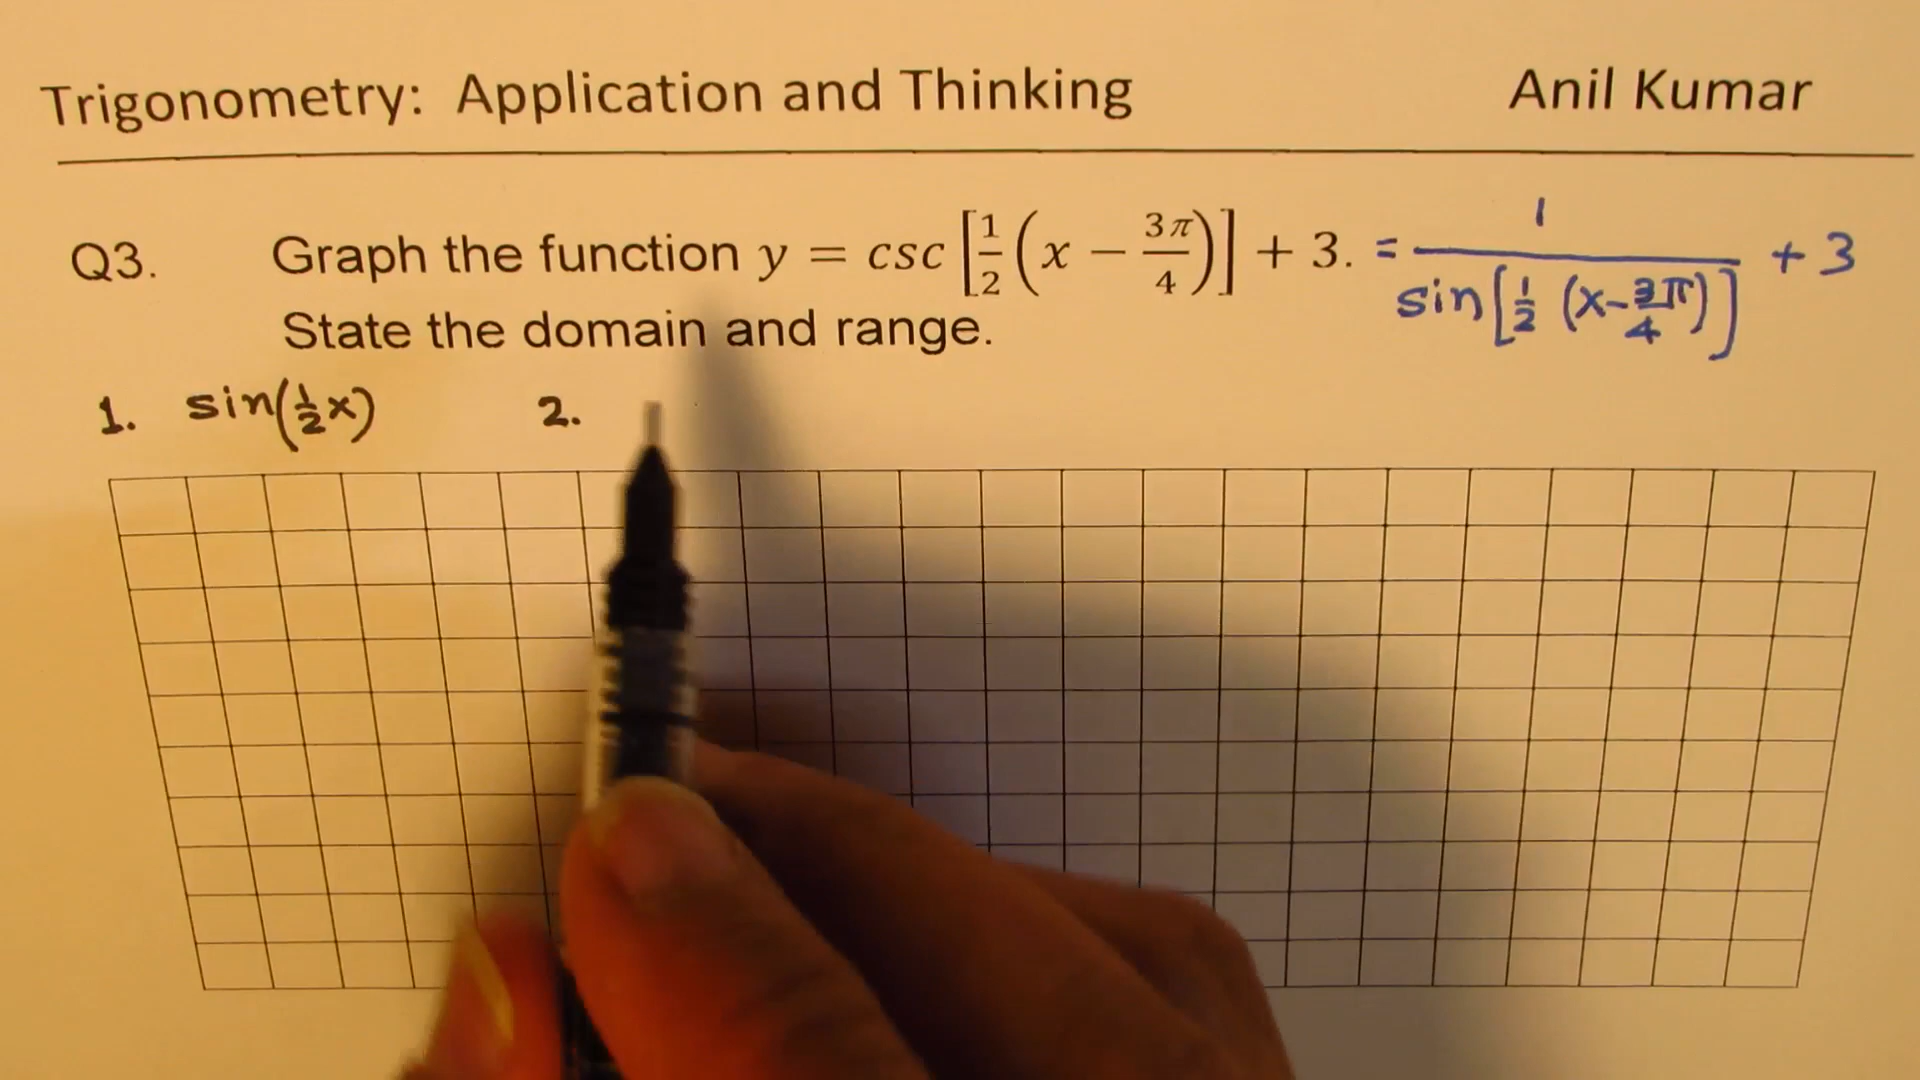 Trigonometry: Application and Thinking Anil Kumar
Q3. Graph the function y = csc [1/2 (x − 3π/4)] + 3. = 1/sin[1/2 (x-3π/4)] + 3
State the domain and range.
1. sin(1/2 x) 2.